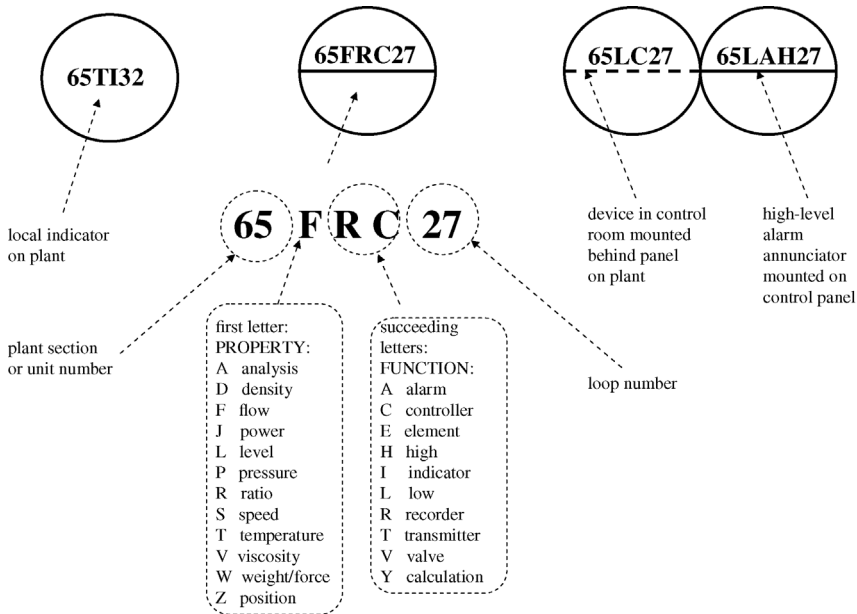 65TI32
65FRC27
65LC27
65LAH27
65 F R C 27
local indicator
on plant
device in control
room mounted
behind panel
on plant
high-level
alarm
annunciator
mounted on
control panel
plant section
or unit number
first letter:
PROPERTY:
A analysis
D density
F flow
J power
L level
P pressure
R ratio
S speed
T temperature
V viscosity
W weight/force
Z position
succeeding
letters:
FUNCTION:
A alarm
C controller
E element
H high
I indicator
L low
R recorder
T transmitter
V valve
Y calculation
loop number